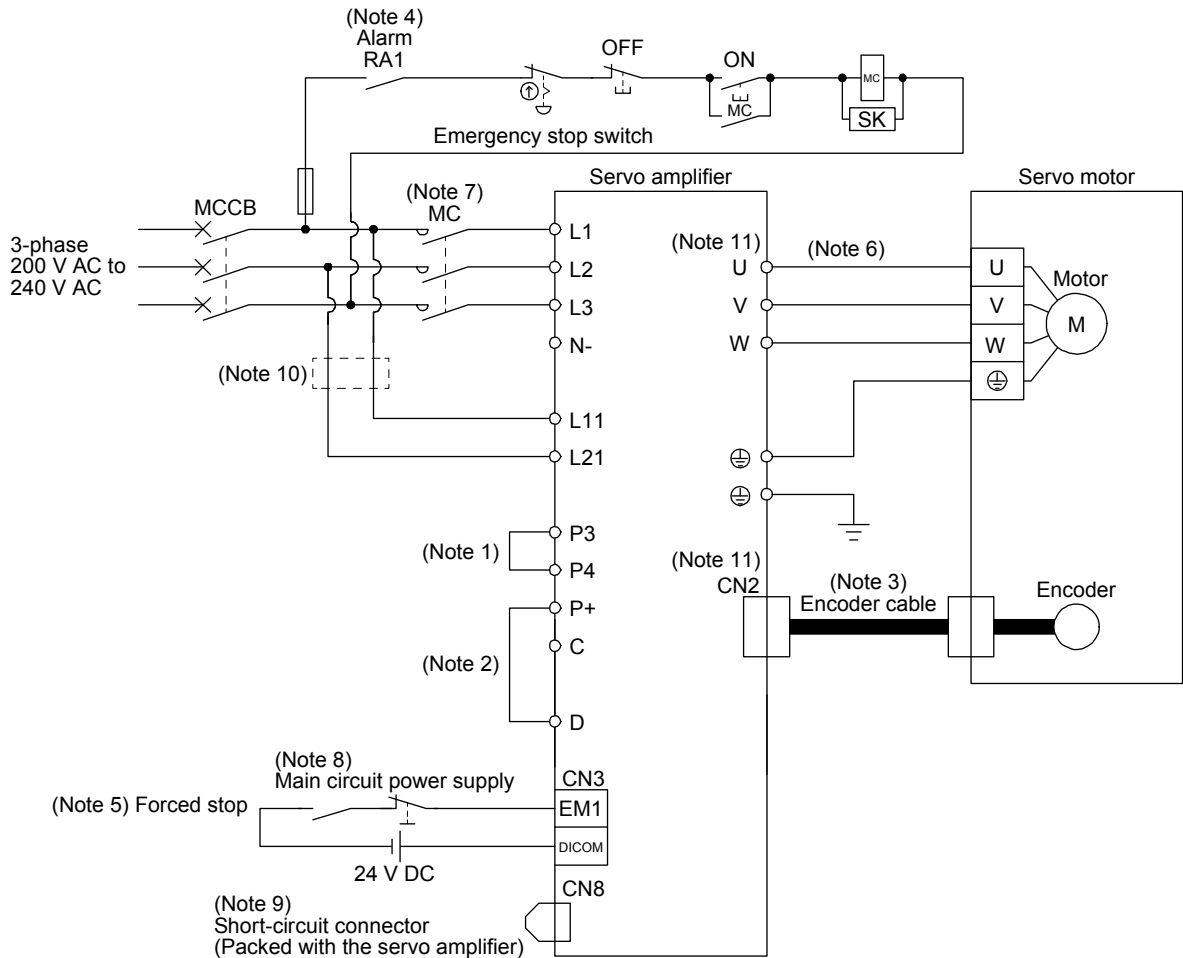 (Note 4)
Alarm
RA1
OFF
ON
MC
MC
SK
Emergency stop switch
Servo amplifier
Servo motor
MCCB
(Note 7)
MC
3-phase
200 V AC to
240 V AC
L1
L2
L3
N-
(Note 10)
L11
L21
(Note 11)
U
V
W
(Note 6)
U
V
W
Motor
M
(Note 1)
P3
P4
P+
(Note 2)
C
D
(Note 11)
CN2
(Note 3)
Encoder cable
Encoder
(Note 8)
Main circuit power supply
(Note 5) Forced stop
CN3
EM1
DICOM
24 V DC
CN8
(Note 9)
Short-circuit connector
(Packed with the servo amplifier)